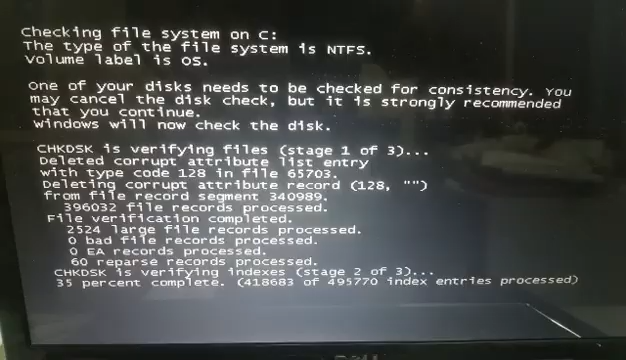 Checking file system on C:
The type of the file system is NTFS.
Volume label is OS.
One of your disks needs to be checked for consistency. You
may cancel the disk check, but it is strongly recommended
that you continue.
Windows will now check the disk.
CHKDSK is verifying files (stage 1 of 3)...
Deleted corrupt attribute list entry
with type code 128 in file 65703.
Deleting corrupt attribute record (128, "")
from file record segment 340989.
396032 file records processed.
File verification completed.
2524 large file records processed.
0 bad file records processed.
0 EA records processed.
60 reparse records processed.
CHKDSK is verifying indexes (stage 2 of 3)...
35 percent complete. (418683 of 495770 index entries processed)